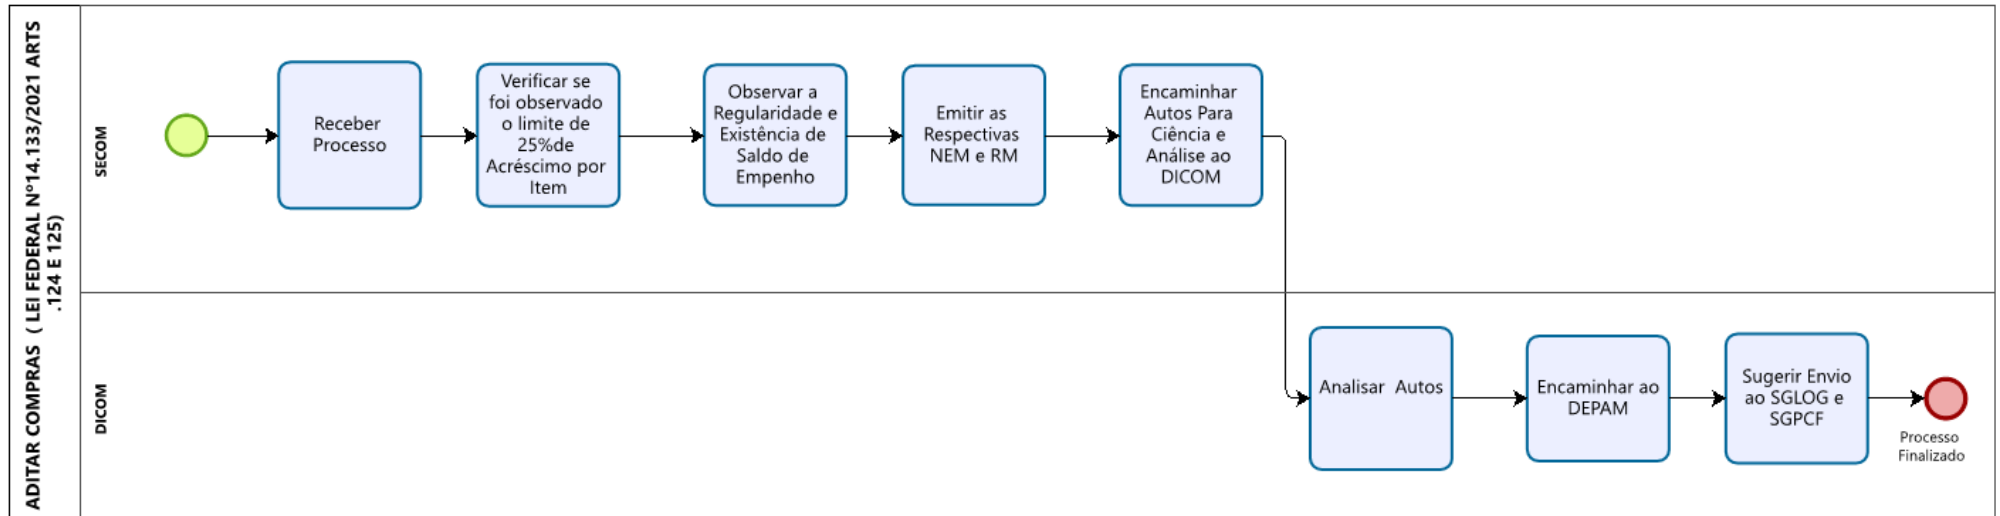 ADITAR COMPRAS ( LEI FEDERAL Nº14.133/2021 ARTS
.124 E 125)
SECOM
Receber
Processo
Verificar se
foi observado
o limite de
25%de
Acréscimo por
Item
Observar a
Regularidade e
Existência de
Saldo de
Empenho
Emitir as
Respectivas
NEM e RM
Encaminhar
Autos Para
Ciência e
Análise ao
DICOM
DICOM
Analisar Autos
Encaminhar ao
DEPAM
Sugerir Envio
ao SGLOG e
SGPCF
Processo
Finalizado